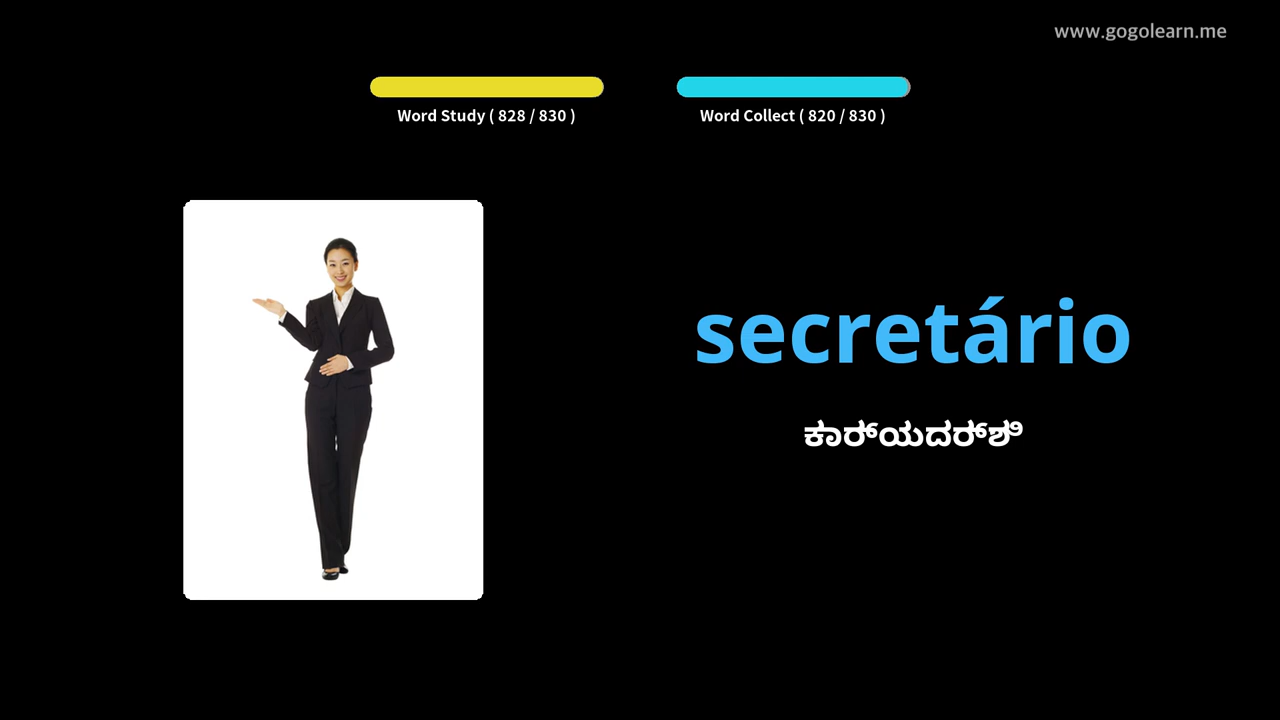 www.gogolearn.me
Word Study ( 828 / 830 )
Word Collect ( 820 / 830 )
secretário
ಕಾರ್ಯದರ್ಶಿ